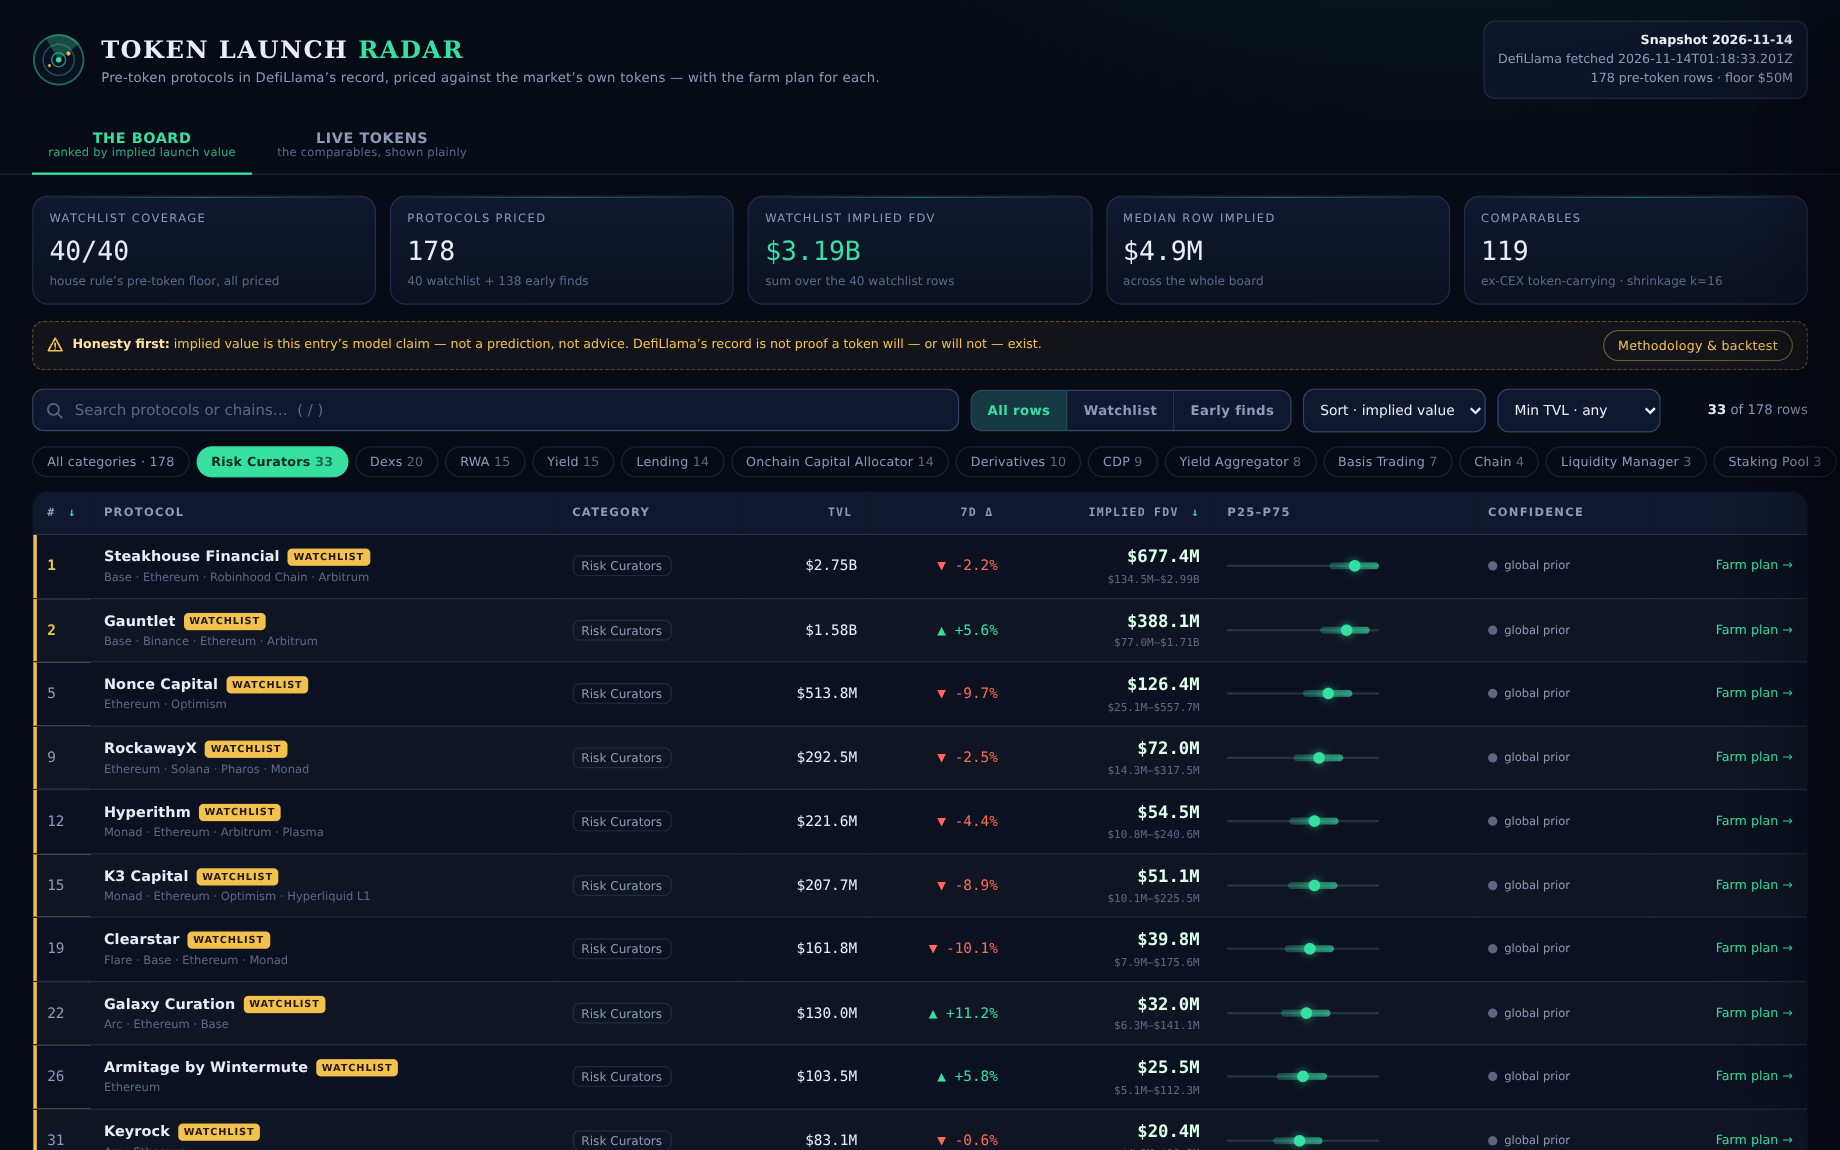 TOKEN LAUNCH RADAR
Pre-token protocols in DefiLlama’s record, priced against the market’s own tokens — with the farm plan for each.
Snapshot 2026-11-14
DefiLlama fetched 2026-11-14T01:18:33.201Z
178 pre-token rows · floor $50M
THE BOARD
ranked by implied launch value
LIVE TOKENS
the comparables, shown plainly
WATCHLIST COVERAGE
40/40
house rule’s pre-token floor, all priced
PROTOCOLS PRICED
178
40 watchlist + 138 early finds
WATCHLIST IMPLIED FDV
$3.19B
sum over the 40 watchlist rows
MEDIAN ROW IMPLIED
$4.9M
across the whole board
COMPARABLES
119
ex-CEX token-carrying · shrinkage k=16
Honesty first: implied value is this entry’s model claim — not a prediction, not advice. DefiLlama’s record is not proof a token will — or will not — exist.
Methodology & backtest
Search protocols or chains… ( / )
All rows Watchlist Early finds
Sort · implied value
Min TVL · any
33 of 178 rows
All categories · 178 Risk Curators 33 Dexs 20 RWA 15 Yield 15 Lending 14 Onchain Capital Allocator 14 Derivatives 10 CDP 9 Yield Aggregator 8 Basis Trading 7 Chain 4 Liquidity Manager 3 Staking Pool 3
# ↓ PROTOCOL CATEGORY TVL 7D Δ IMPLIED FDV ↓ P25–P75 CONFIDENCE
1 Steakhouse Financial WATCHLIST Risk Curators $2.75B ▼ -2.2% $677.4M global prior Farm plan →
Base · Ethereum · Robinhood Chain · Arbitrum $134.5M–$2.99B
2 Gauntlet WATCHLIST Risk Curators $1.58B ▲ +5.6% $388.1M global prior Farm plan →
Base · Binance · Ethereum · Arbitrum $77.0M–$1.71B
5 Nonce Capital WATCHLIST Risk Curators $513.8M ▼ -9.7% $126.4M global prior Farm plan →
Ethereum · Optimism $25.1M–$557.7M
9 RockawayX WATCHLIST Risk Curators $292.5M ▼ -2.5% $72.0M global prior Farm plan →
Ethereum · Solana · Pharos · Monad $14.3M–$317.5M
12 Hyperithm WATCHLIST Risk Curators $221.6M ▼ -4.4% $54.5M global prior Farm plan →
Monad · Ethereum · Arbitrum · Plasma $10.8M–$240.6M
15 K3 Capital WATCHLIST Risk Curators $207.7M ▼ -8.9% $51.1M global prior Farm plan →
Monad · Ethereum · Optimism · Hyperliquid L1 $10.1M–$225.5M
19 Clearstar WATCHLIST Risk Curators $161.8M ▼ -10.1% $39.8M global prior Farm plan →
Flare · Base · Ethereum · Monad $7.9M–$175.6M
22 Galaxy Curation WATCHLIST Risk Curators $130.0M ▲ +11.2% $32.0M global prior Farm plan →
Arc · Ethereum · Base $6.3M–$141.1M
26 Armitage by Wintermute WATCHLIST Risk Curators $103.5M ▲ +5.8% $25.5M global prior Farm plan →
Ethereum $5.1M–$112.3M
31 Keyrock WATCHLIST Risk Curators $83.1M ▼ -0.6% $20.4M global prior Farm plan →